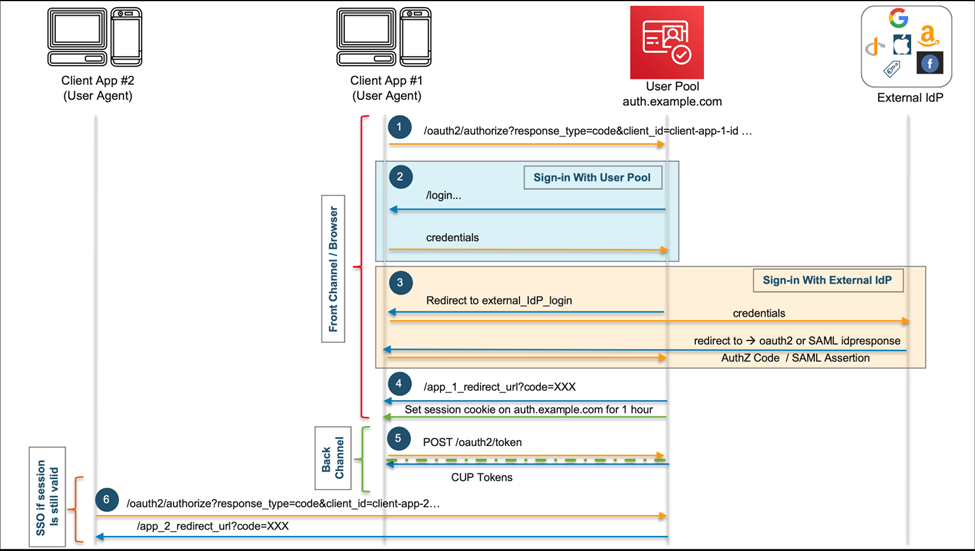 Client App #2
(User Agent)
Client App #1
(User Agent)
User Pool
auth.example.com
External IdP
1
/oauth2/authorize?response_type=code&client_id=client-app-1-id ...
2
Sign-in With User Pool
/login...
credentials
Front Channel / Browser
3
Sign-in With External IdP
Redirect to external_IdP_login
credentials
redirect to → oauth2 or SAML idpresponse
AuthZ Code / SAML Assertion
4
/app_1_redirect_url?code=XXX
Set session cookie on auth.example.com for 1 hour
Back
Channel
5
POST /oauth2/token
CUP Tokens
SSO if session
Is still valid
6
/oauth2/authorize?response_type=code&client_id=client-app-2...
/app_2_redirect_url?code=XXX